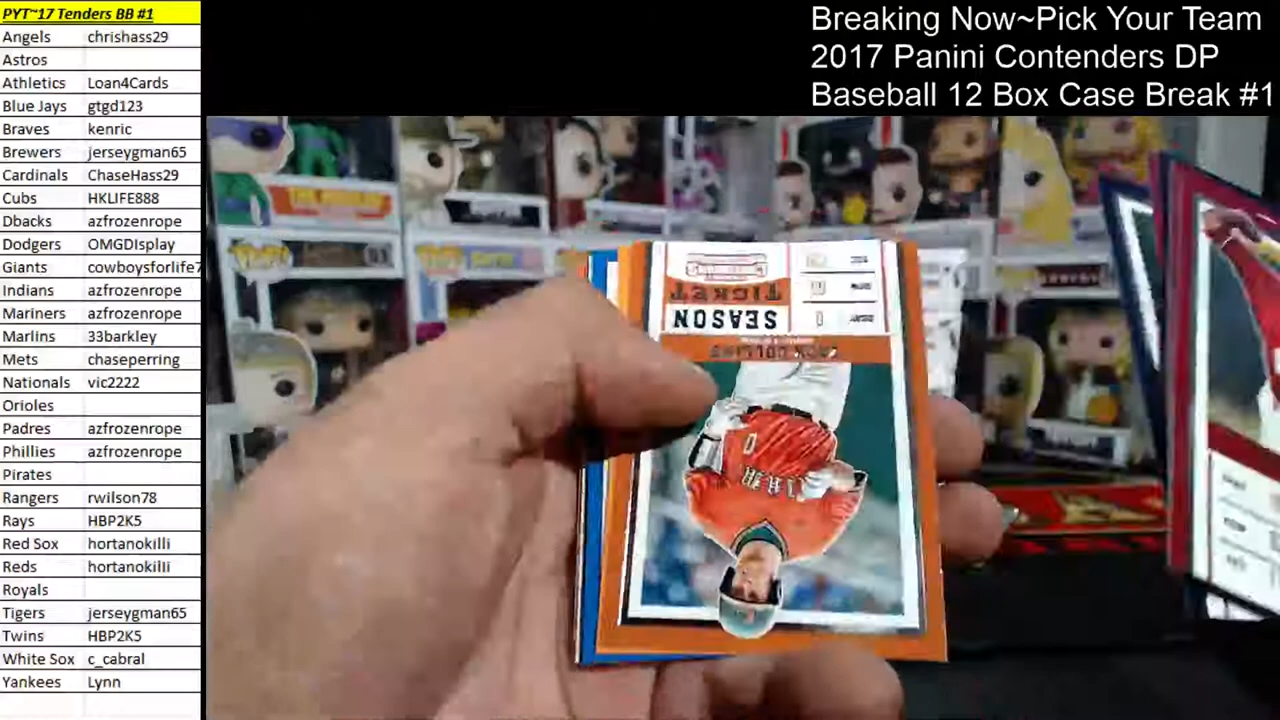 PYT~17 Tenders BB #1
Angels chrishass29
Astros
Athletics Loan4Cards
Blue Jays gtgd123
Braves kenric
Brewers jerseygman65
Cardinals ChaseHass29
Cubs HKLIFE888
Dbacks azfrozenrope
Dodgers OMGDIsplay
Giants cowboysforlife7
Indians azfrozenrope
Mariners azfrozenrope
Marlins 33barkley
Mets chaseperring
Nationals vic2222
Orioles
Padres azfrozenrope
Phillies azfrozenrope
Pirates
Rangers rwilson78
Rays HBP2K5
Red Sox hortanokilli
Reds hortanokilli
Royals
Tigers jerseygman65
Twins HBP2K5
White Sox c_cabral
Yankees Lynn
Breaking Now~Pick Your Team
2017 Panini Contenders DP
Baseball 12 Box Case Break #1
SEASON
TICKET